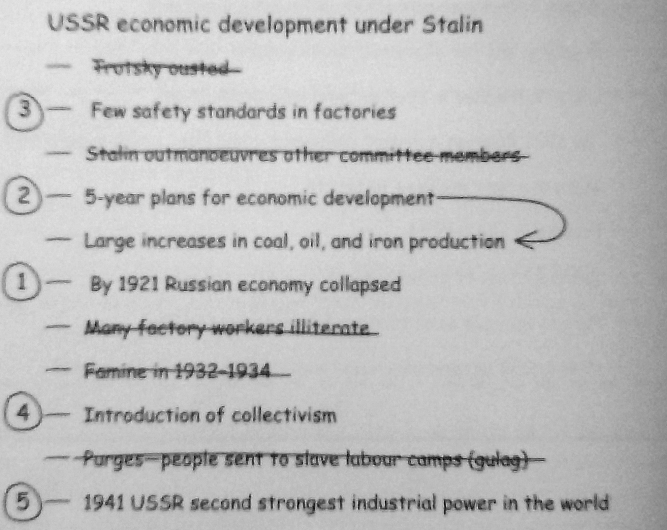 USSR economic development under Stalin
— Trotsky ousted
3 — Few safety standards in factories
— Stalin outmanoeuvres other committee members
2 — 5-year plans for economic development
— Large increases in coal, oil, and iron production
1 — By 1921 Russian economy collapsed
— Many factory workers illiterate
— Famine in 1932-1934
4 — Introduction of collectivism
— Purges—people sent to slave labour camps (gulag)
5 — 1941 USSR second strongest industrial power in the world